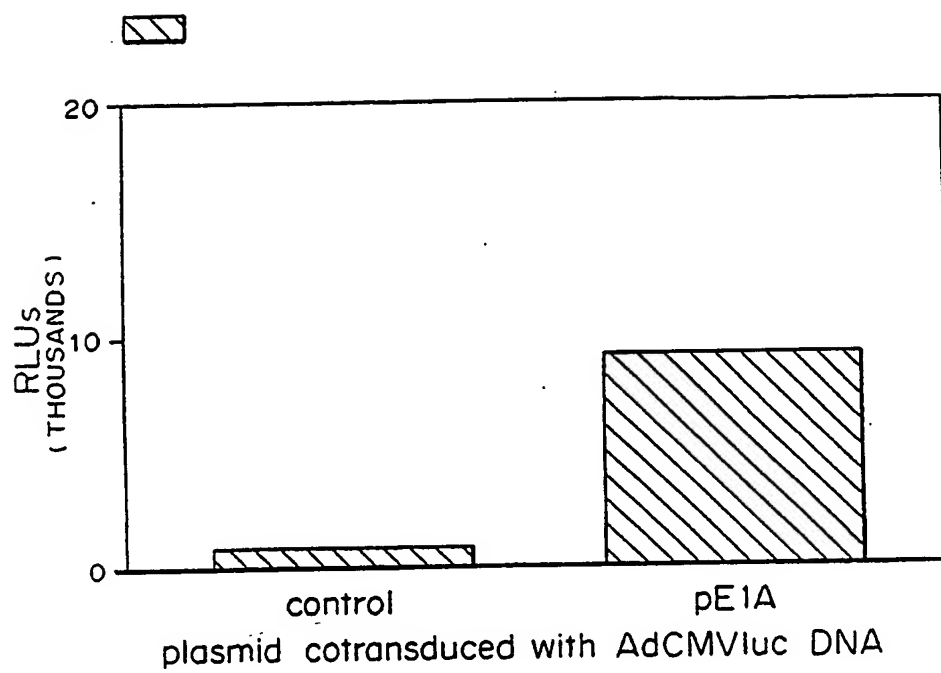 20
10
0
RLUs
(THOUSANDS)
control
pE1A
plasmid cotransduced with AdCMVluc DNA